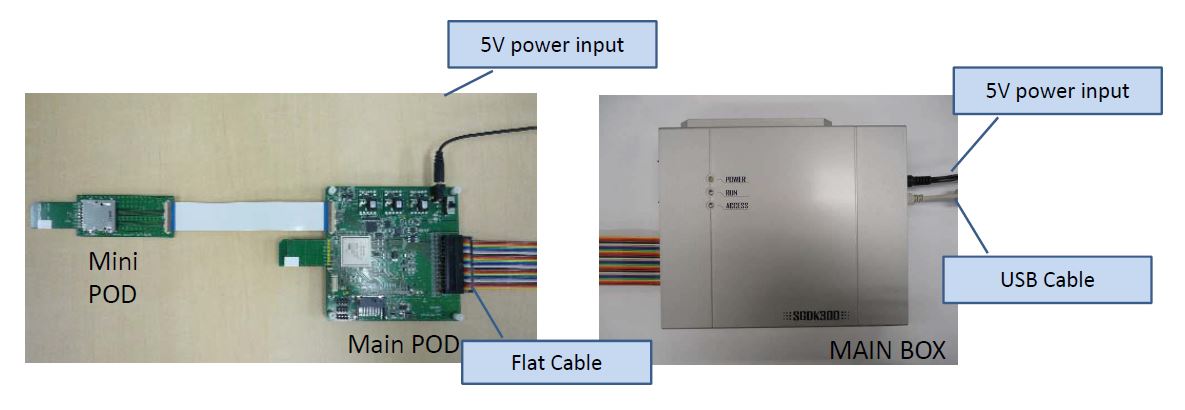 5V power input
5V power input
POWER
RUN
ACCESS
Mini
POD
USB Cable
SGDK300
Main POD
Flat Cable
MAIN BOX